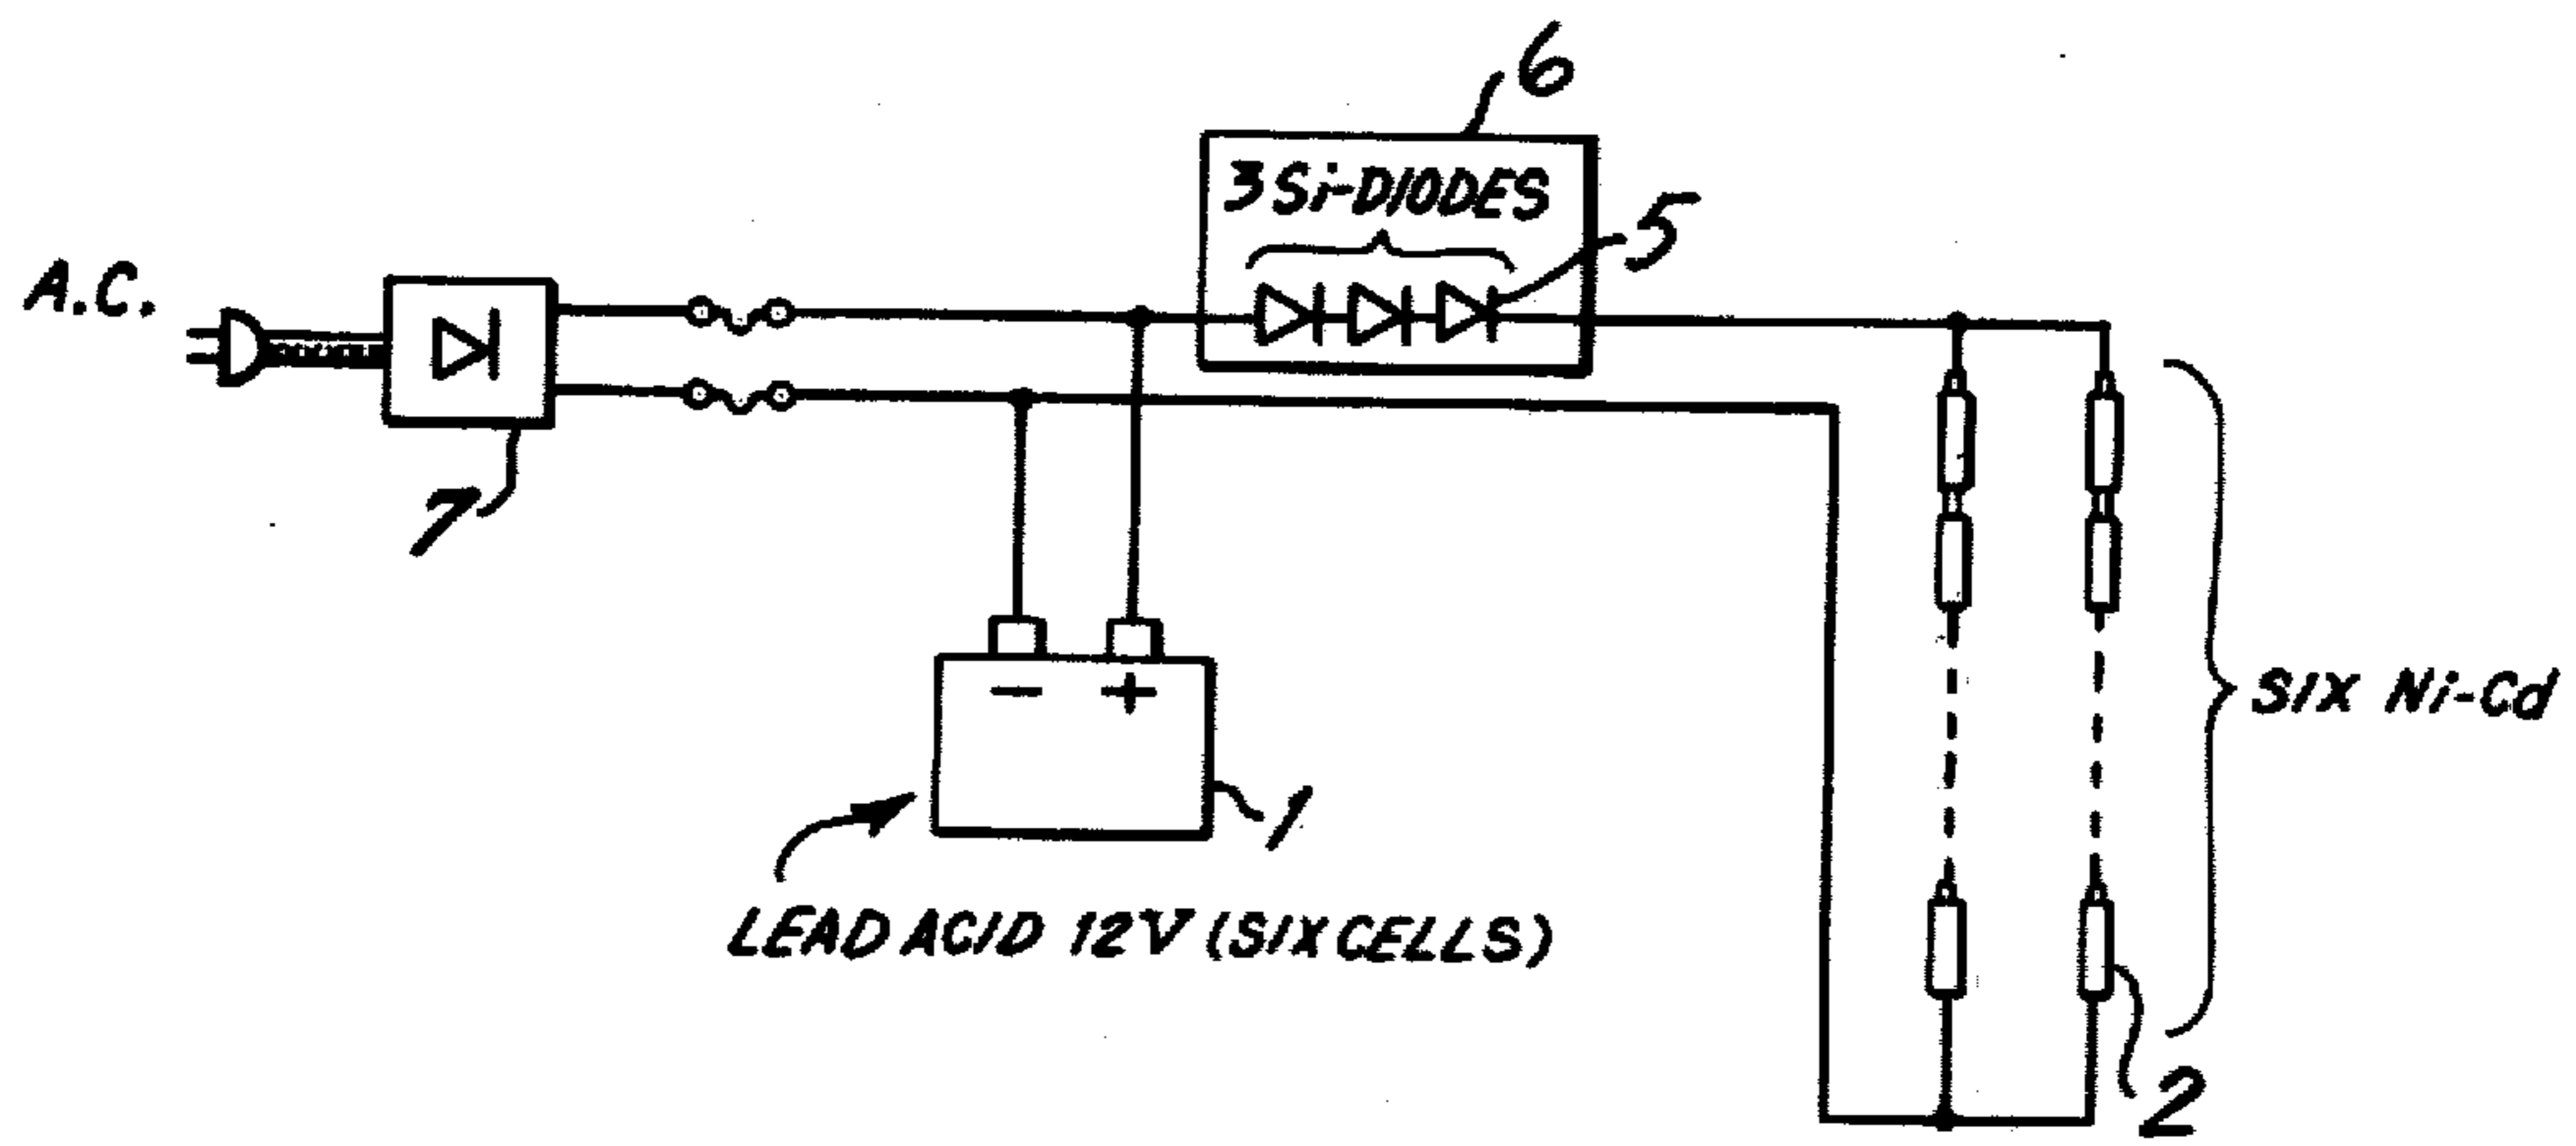 6
3 Si-DIODES
5
A.C.
7
- +
1
SIX Ni-Cd
LEAD ACID 12V (SIX CELLS)
2